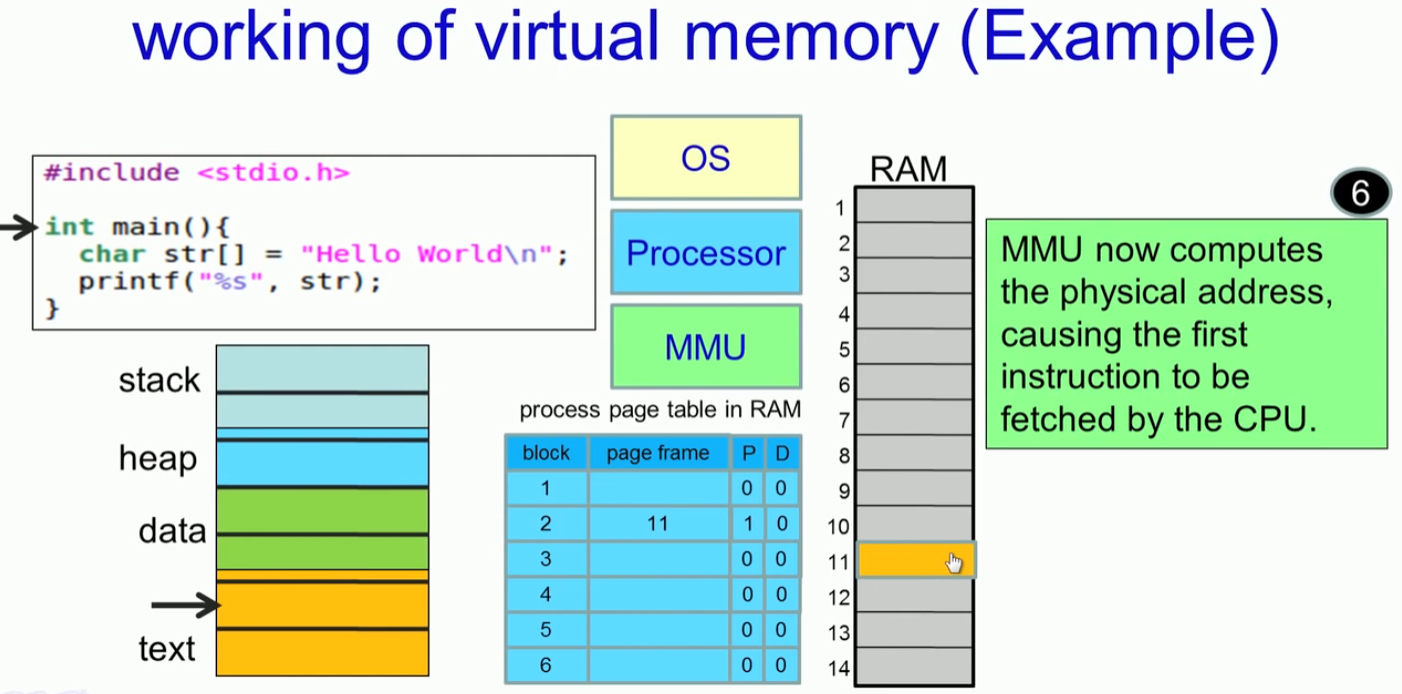 working of virtual memory (Example)
#include <stdio.h>
int main(){
char str[] = "Hello World\n";
printf("%s", str);
}
stack
heap
data
text
OS
Processor
MMU
process page table in RAM
block page frame P D
1 0 0
2 11 1 0
3 0 0
4 0 0
5 0 0
6 0 0
RAM
1
2
3
4
5
6
7
8
9
10
11
12
13
14
6
MMU now computes
the physical address,
causing the first
instruction to be
fetched by the CPU.